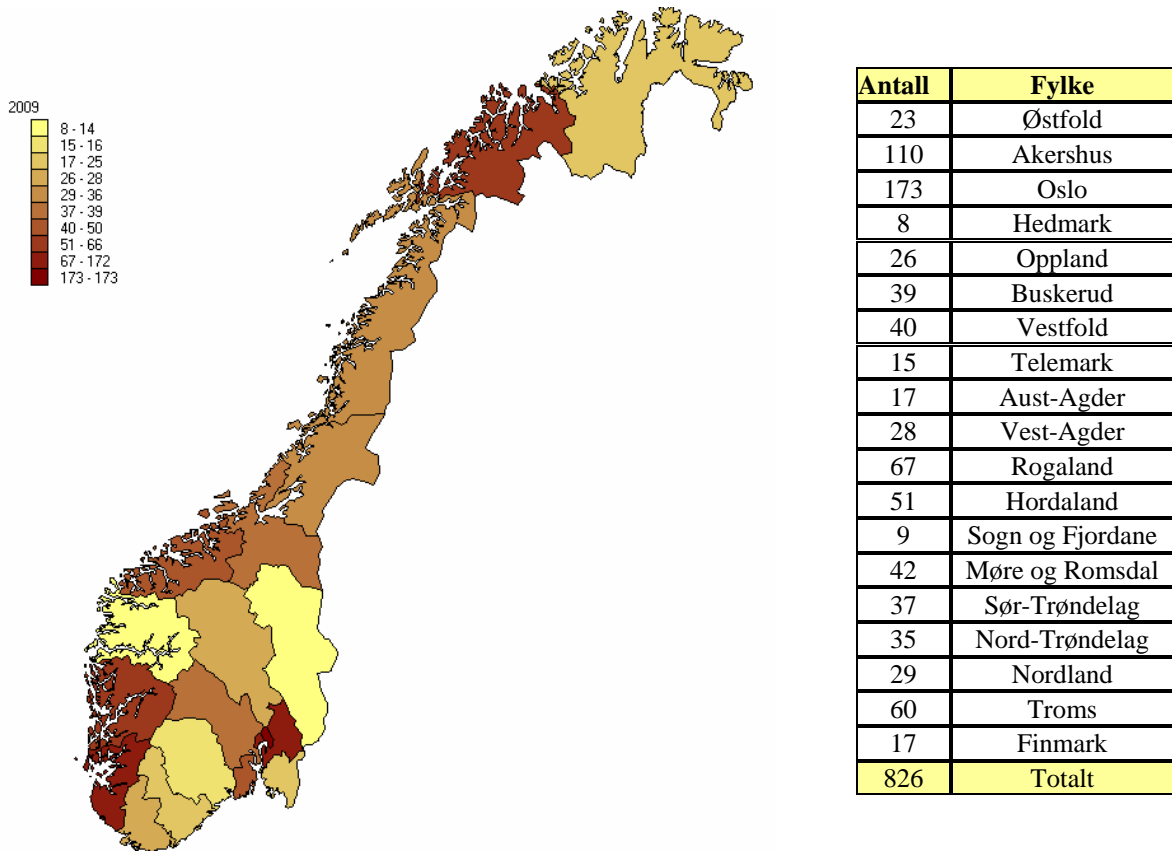 2009
8 - 14
15 - 16
17 - 25
26 - 28
29 - 36
37 - 39
40 - 50
51 - 66
67 - 172
173 - 173
Antall Fylke
23 Østfold
110 Akershus
173 Oslo
8 Hedmark
26 Oppland
39 Buskerud
40 Vestfold
15 Telemark
17 Aust-Agder
28 Vest-Agder
67 Rogaland
51 Hordaland
9 Sogn og Fjordane
42 Møre og Romsdal
37 Sør-Trøndelag
35 Nord-Trøndelag
29 Nordland
60 Troms
17 Finmark
826 Totalt